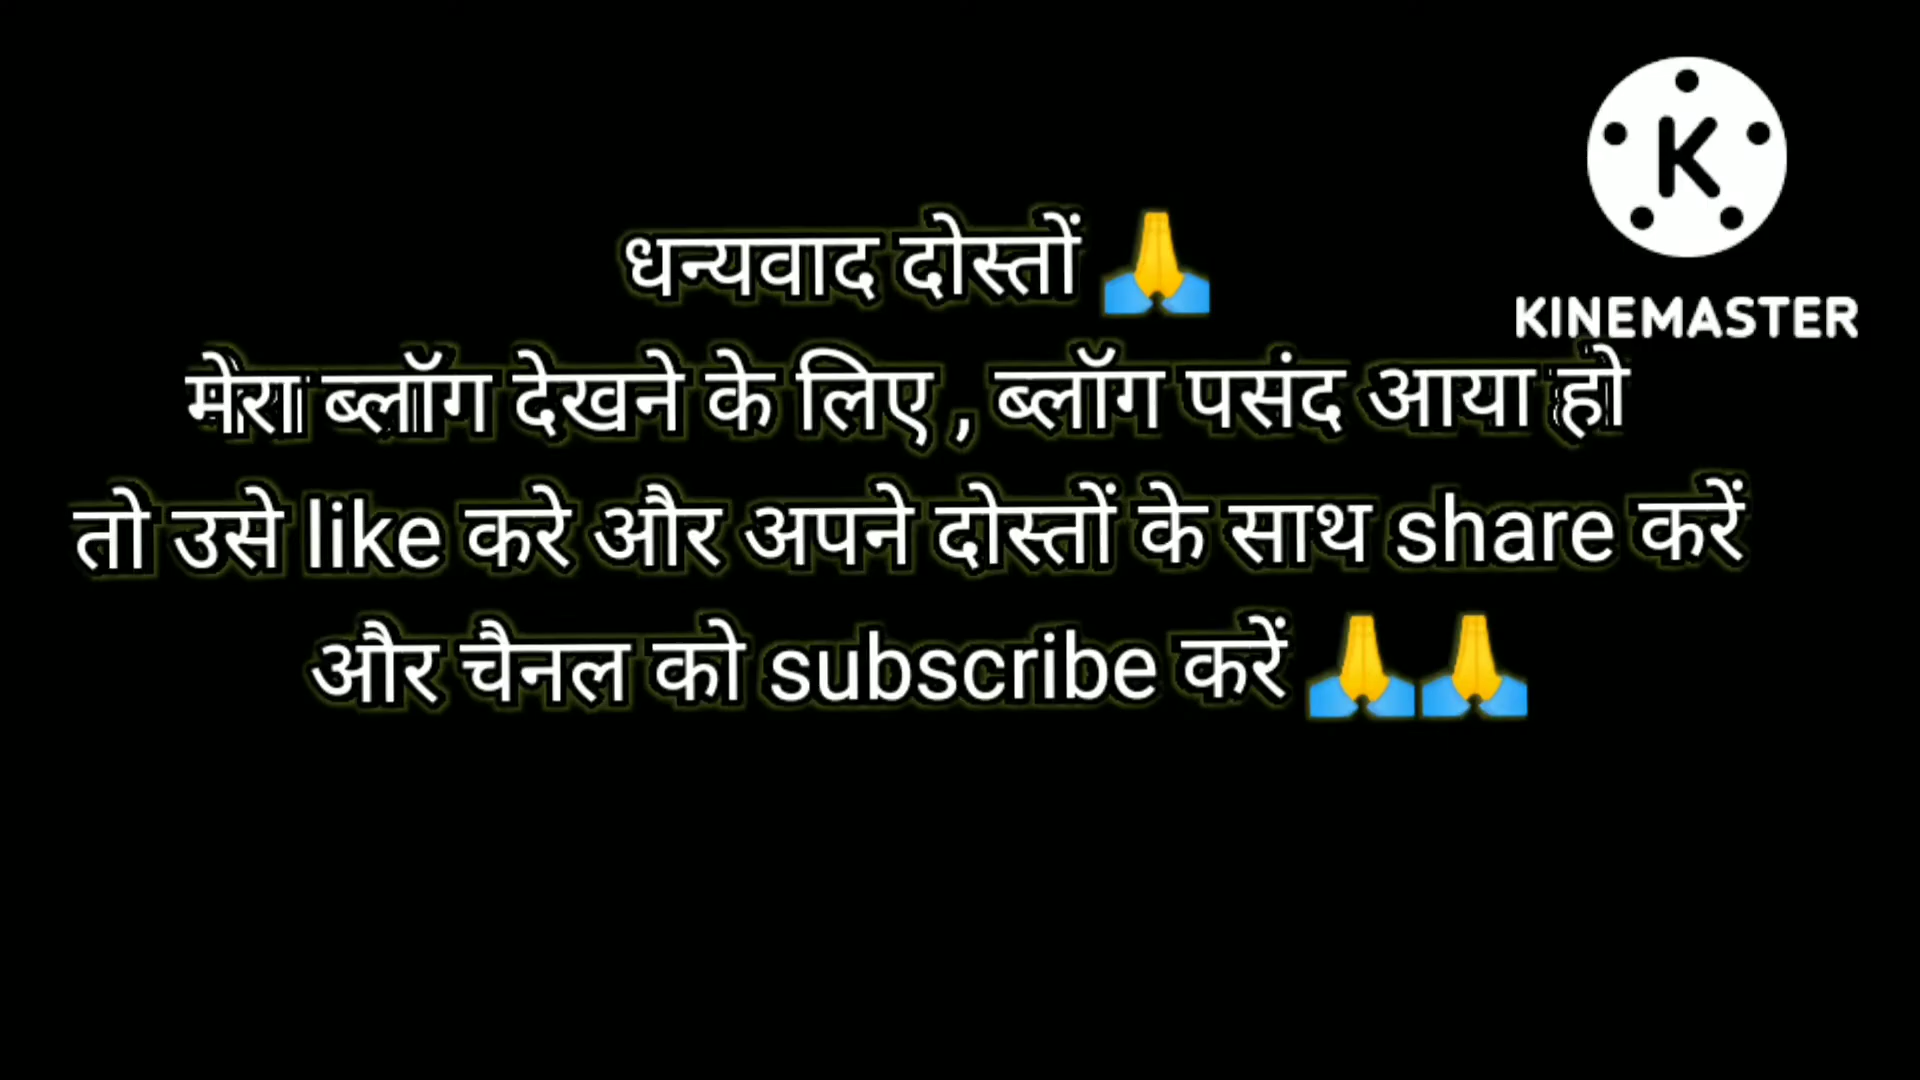 K
KINEMASTER
धन्यवाद दोस्तों 🙏
मेरा ब्लॉग देखने के लिए , ब्लॉग पसंद आया हो
तो उसे like करे और अपने दोस्तों के साथ share करें
और चैनल को subscribe करें 🙏🙏